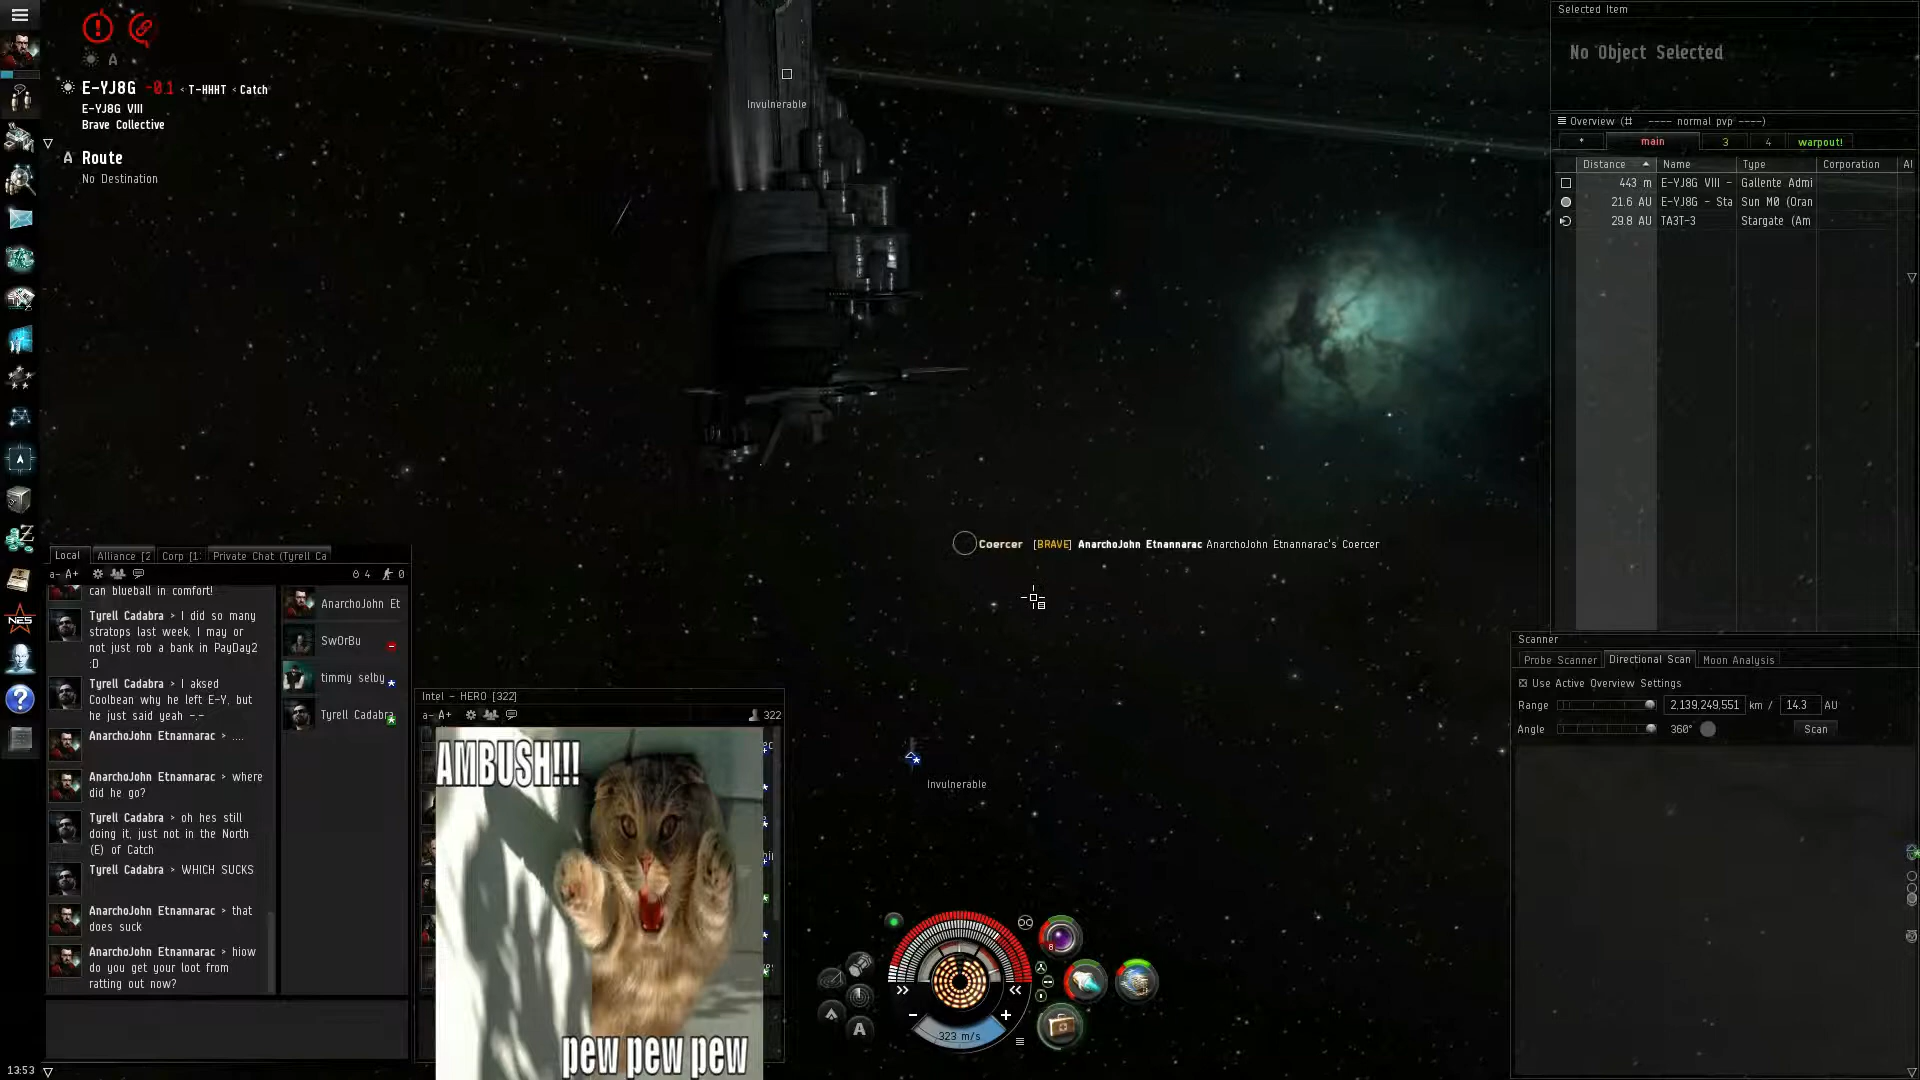 E-YJ8G -0.1 < T-HHHT < Catch
E-YJ8G VIII
Brave Collective
A Route
No Destination
Invulnerable
Selected Item
No Object Selected
Overview (# ---- normal pvp ----)
* main 3 4 warpout!
Distance Name Type Corporation Al
443 m E-YJ8G VIII - Gallente Admi
21.6 AU E-YJ8G - Sta Sun M0 (Oran
29.8 AU TA3T-3 Stargate (Am
Coercer [BRAVE] AnarchoJohn Etnannarac AnarchoJohn Etnannarac's Coercer
Invulnerable
Local Alliance [2 Corp [1: Private Chat (Tyrell Ca
a- A+ 4 0
can blueball in comfort!
Tyrell Cadabra > I did so many
stratops last week, I may or
not just rob a bank in PayDay2
:D
Tyrell Cadabra > I aksed
Coolbean why he left E-Y, but
he just said yeah -.-
AnarchoJohn Etnannarac > ....
AnarchoJohn Etnannarac > where
did he go?
Tyrell Cadabra > oh hes still
doing it, just not in the North
(E) of Catch
Tyrell Cadabra > WHICH SUCKS
AnarchoJohn Etnannarac > that
does suck
AnarchoJohn Etnannarac > hiow
do you get your loot from
ratting out now?
AnarchoJohn Et
SwOrBu
timmy selby
Tyrell Cadabra
Intel - HERO [322]
a- A+ 322
AMBUSH!!!
pew pew pew
Scanner
Probe Scanner Directional Scan Moon Analysis
Use Active Overview Settings
Range 2,139,249,551 km / 14.3 AU
Angle 360° Scan
8
A
323 m/s
NES
13:53